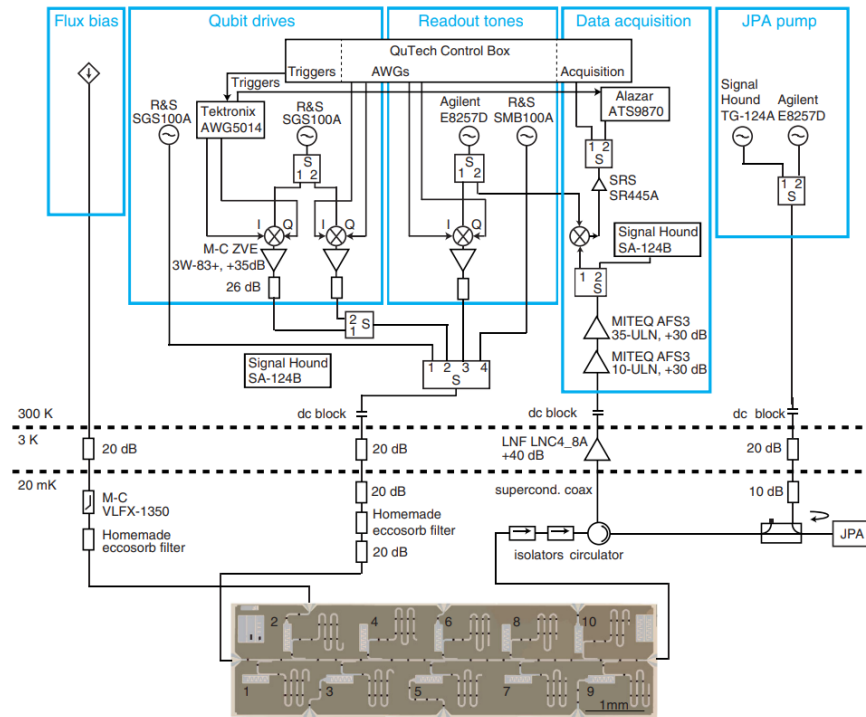 Flux bias
Qubit drives
Readout tones
Data acquisition
JPA pump
QuTech Control Box
Triggers
AWGs
Acquisition
Triggers
R&S
SGS100A
Tektronix
AWG5014
R&S
SGS100A
Agilent
E8257D
R&S
SMB100A
Alazar
ATS9870
Signal
Hound
TG-124A
Agilent
E8257D
S
1 2
S
1 2
1 2
S
SRS
SR445A
1 2
S
I
Q
I
Q
I
Q
M-C ZVE
3W-83+, +35dB
26 dB
Signal Hound
SA-124B
1 2
S
2
1
S
MITEQ AFS3
35-ULN, +30 dB
MITEQ AFS3
10-ULN, +30 dB
Signal Hound
SA-124B
1 2 3 4
S
300 K
dc block
dc block
dc block
3 K
20 dB
20 dB
LNF LNC4_8A
+40 dB
20 dB
20 mK
M-C
VLFX-1350
Homemade
eccosorb filter
20 dB
Homemade
eccosorb filter
20 dB
supercond. coax
10 dB
isolators circulator
JPA
2
4
6
8
10
1
3
5
7
9
1mm